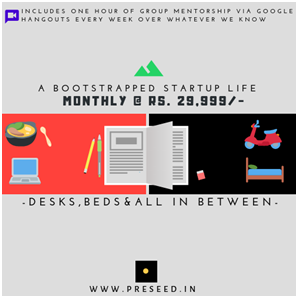 INCLUDES ONE HOUR OF GROUP MENTORSHIP VIA GOOGLE
HANGOUTS EVERY WEEK OVER WHATEVER WE KNOW
A BOOTSTRAPPED STARTUP LIFE
MONTHLY @ RS. 29,999/-
-DESKS,BEDS&ALL IN BETWEEN-
WWW.PRESEED.IN